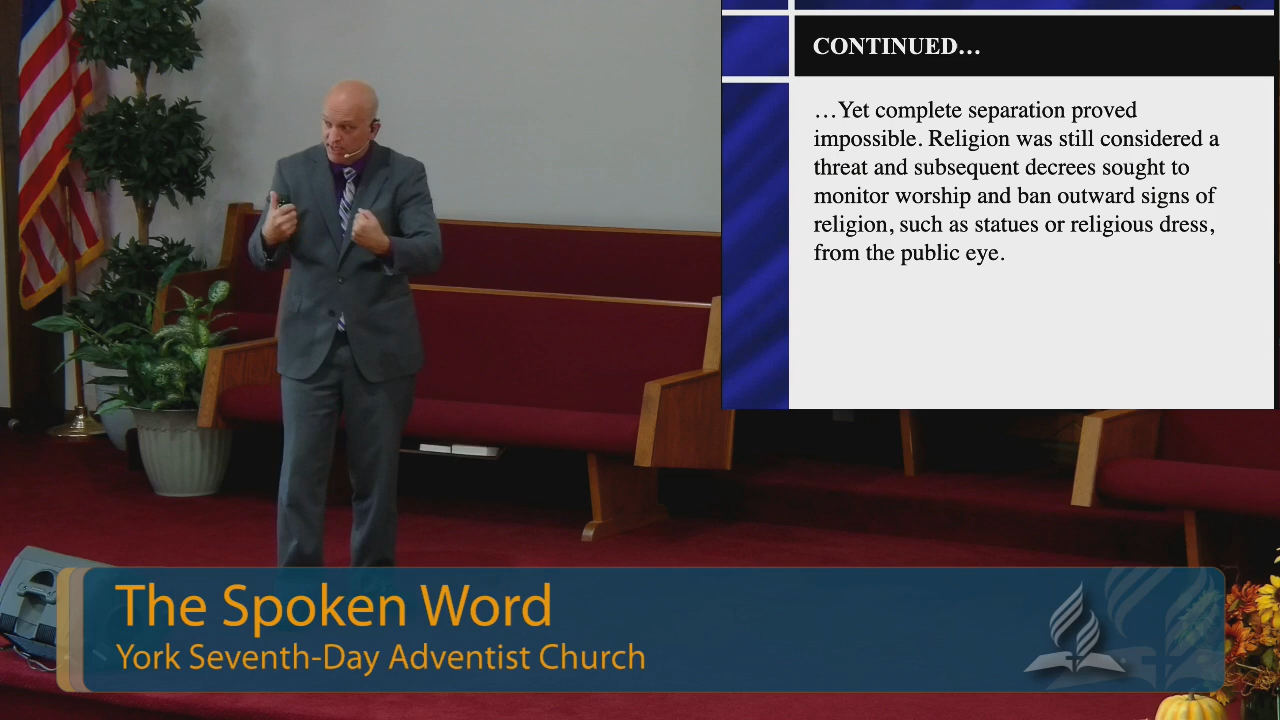 CONTINUED…
…Yet complete separation proved
impossible. Religion was still considered a
threat and subsequent decrees sought to
monitor worship and ban outward signs of
religion, such as statues or religious dress,
from the public eye.
The Spoken Word
York Seventh-Day Adventist Church